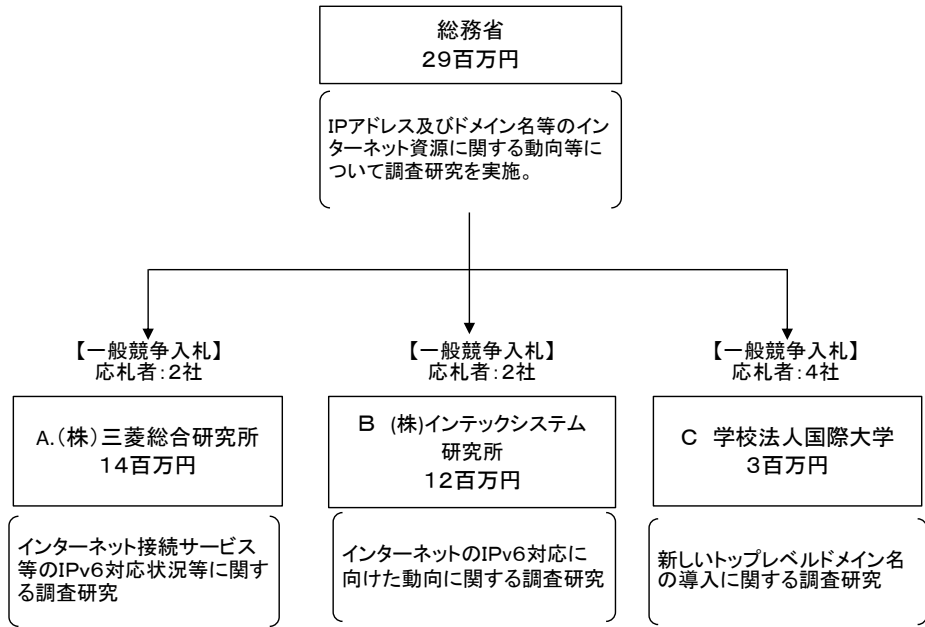 総務省
29百万円
IPアドレス及びドメイン名等のイン
ターネット資源に関する動向等に
ついて調査研究を実施。
【一般競争入札】
応札者:2社
【一般競争入札】
応札者:2社
【一般競争入札】
応札者:4社
A.(株)三菱総合研究所
14百万円
B (株)インテックシステム
研究所
12百万円
C 学校法人国際大学
3百万円
インターネット接続サービス
等のIPv6対応状況等に関す
る調査研究
インターネットのIPv6対応に
向けた動向に関する調査研究
新しいトップレベルドメイン名
の導入に関する調査研究